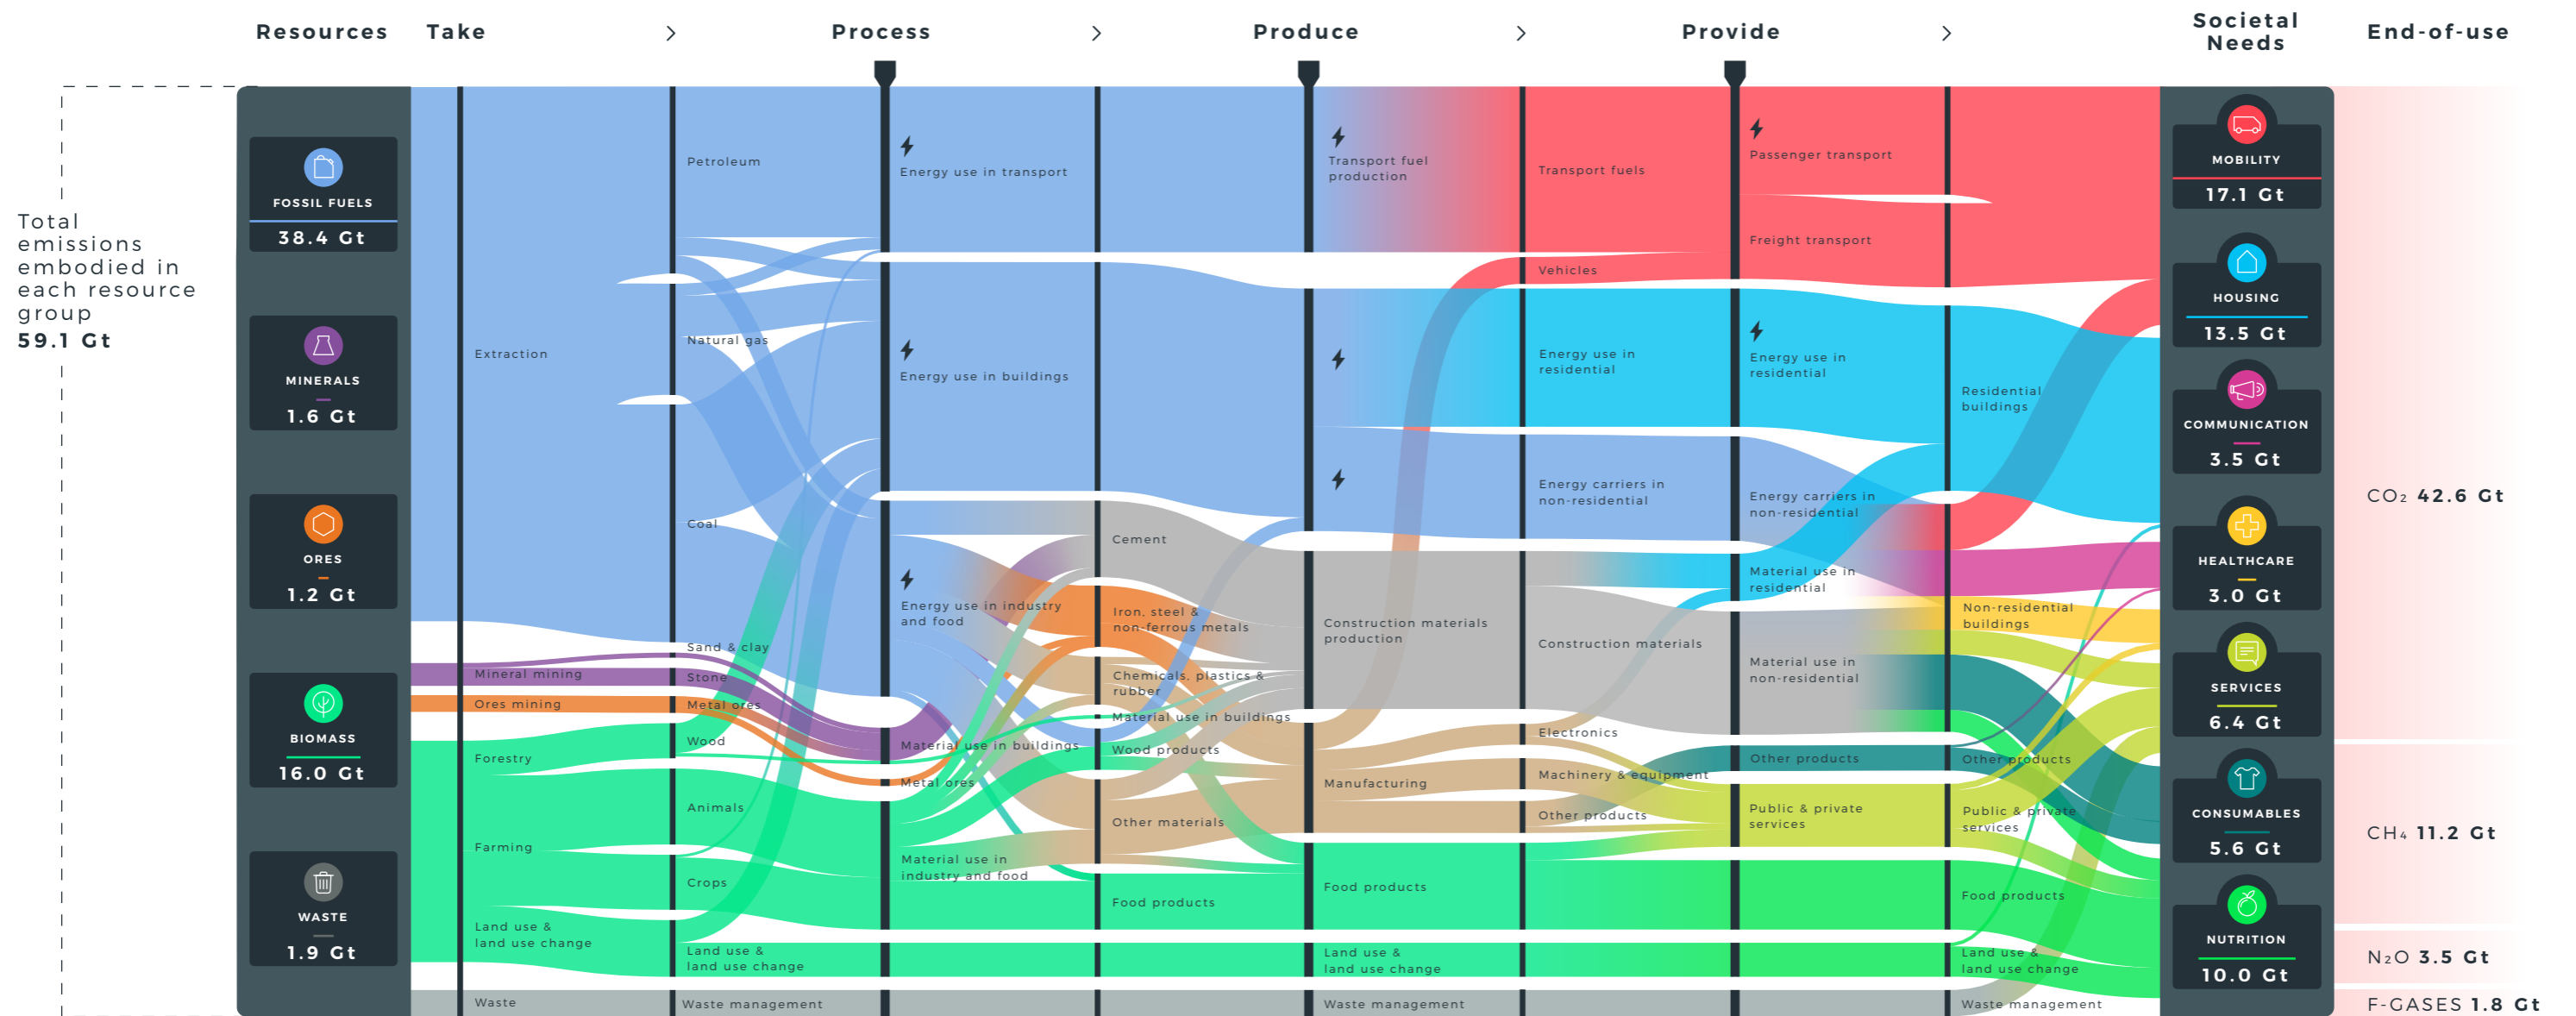 Resources
Take
>
Process
>
Produce
>
Provide
>
Societal
Needs
End-of-use
Total
emissions
embodied in
each resource
group
59.1 Gt
FOSSIL FUELS
38.4 Gt
MINERALS
1.6 Gt
ORES
1.2 Gt
BIOMASS
16.0 Gt
WASTE
1.9 Gt
Extraction
Mineral mining
Ores mining
Forestry
Farming
Land use &
land use change
Waste
Petroleum
Natural gas
Coal
Sand & clay
Stone
Metal ores
Wood
Animals
Crops
Land use &
land use change
Waste management
Energy use in transport
Energy use in buildings
Energy use in industry
and food
Material use in buildings
Metal ores
Material use in
industry and food
Cement
Iron, steel &
non-ferrous metals
Chemicals, plastics &
rubber
Material use in buildings
Wood products
Other materials
Food products
Transport fuel
production
Construction materials
production
Manufacturing
Food products
Land use &
land use change
Waste management
Transport fuels
Vehicles
Energy use in
residential
Energy carriers in
non-residential
Construction materials
Electronics
Machinery & equipment
Other products
Passenger transport
Freight transport
Energy use in
residential
Energy carriers in
non-residential
Material use in
residential
Material use in
non-residential
Other products
Public & private
services
Residential
buildings
Non-residential
buildings
Other products
Public & private
services
Food products
Land use &
land use change
Waste management
MOBILITY
17.1 Gt
HOUSING
13.5 Gt
COMMUNICATION
3.5 Gt
HEALTHCARE
3.0 Gt
SERVICES
6.4 Gt
CONSUMABLES
5.6 Gt
NUTRITION
10.0 Gt
CO₂ 42.6 Gt
CH₄ 11.2 Gt
N₂O 3.5 Gt
F-GASES 1.8 Gt